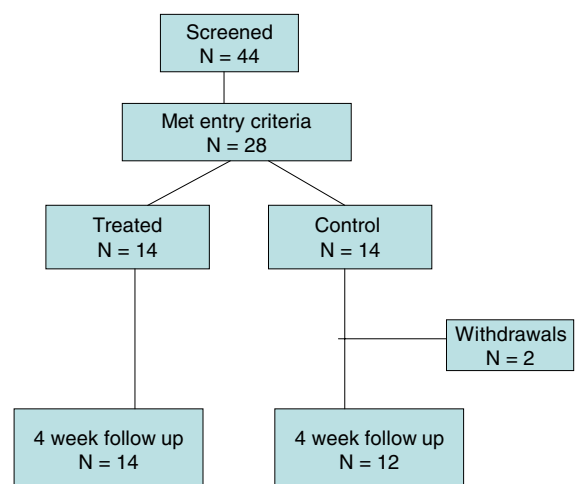 Screened
N = 44
Met entry criteria
N = 28
Treated
N = 14
Control
N = 14
Withdrawals
N = 2
4 week follow up
N = 14
4 week follow up
N = 12